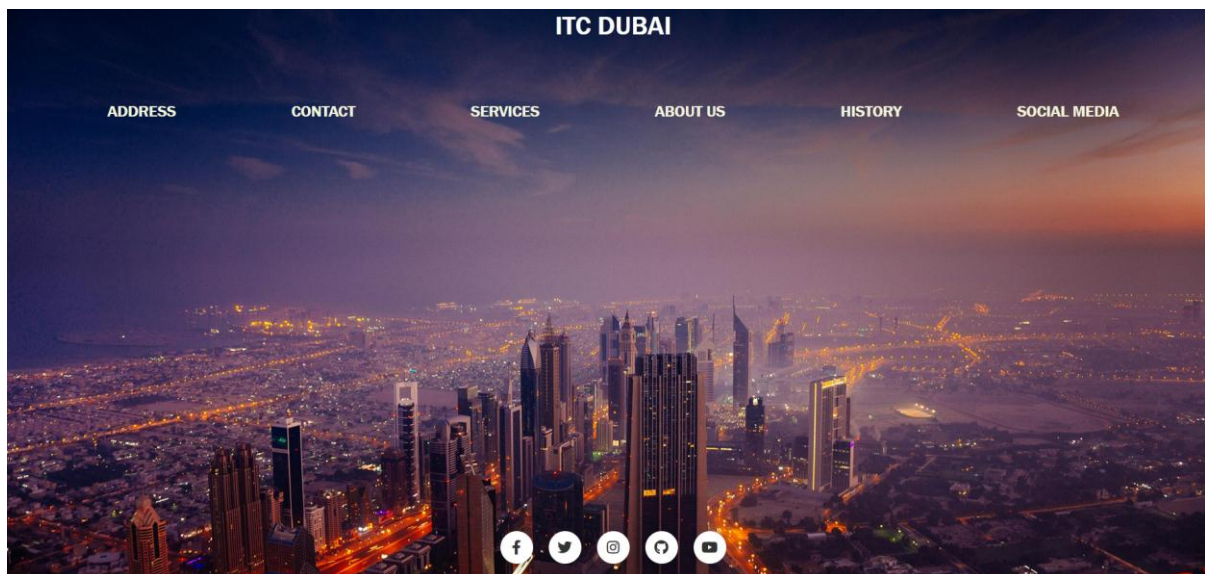 ITC DUBAI
ADDRESS CONTACT SERVICES ABOUT US HISTORY SOCIAL MEDIA